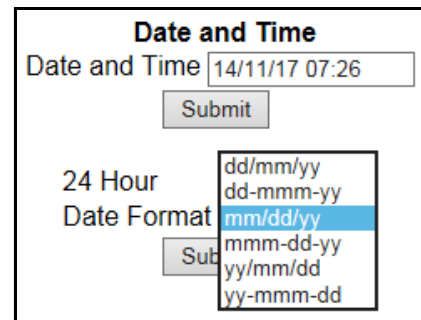 Date and Time
Date and Time 14/11/17 07:26
Submit
dd/mm/yy
24 Hour
dd-mmm-yy
Date Format mm/dd/yy
mmm-dd-yy
Sub
yy/mm/dd
yy-mmm-dd